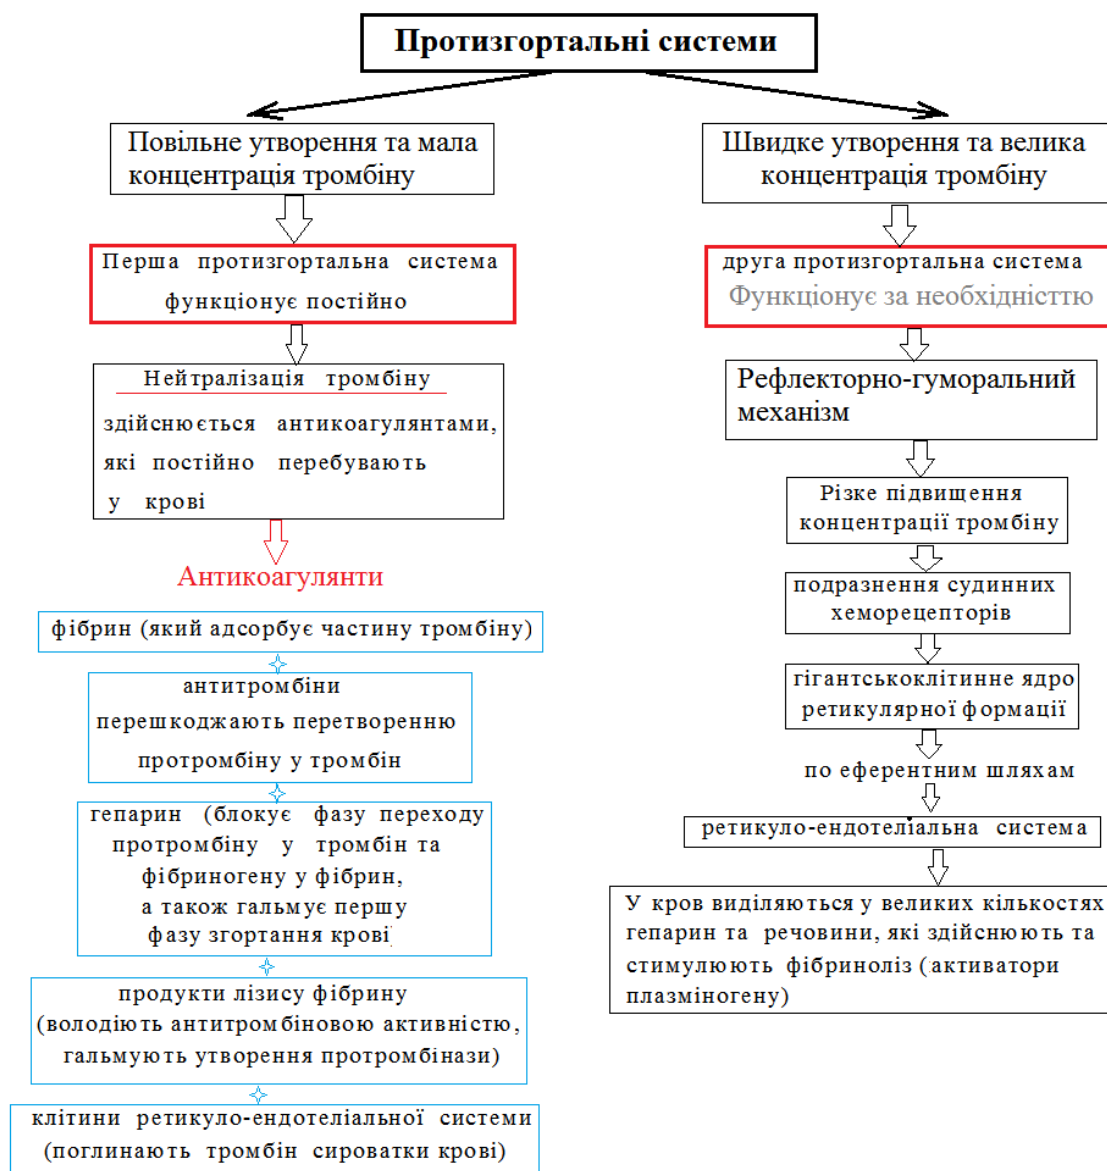 Протизгортальні системи
Повільне утворення та мала
концентрація тромбіну
Перша протизгортальна система
функціонує постійно
Нейтралізація тромбіну
здійснюється антикоагулянтами,
які постійно перебувають
у крові
Антикоагулянти
фібрин (який адсорбує частину тромбіну)
антитромбіни
перешкоджають перетворенню
протромбіну у тромбін
гепарин (блокує фазу переходу
протромбіну у тромбін та
фібриногену у фібрин,
а також гальмує першу
фазу згортання крові
продукти лізису фібрину
(володіють антитромбіновою активністю,
гальмують утворення протромбінази)
клітини ретикуло-ендотеліальної системи
(поглинають тромбін сироватки крові)
Швидке утворення та велика
концентрація тромбіну
друга протизгортальна система
Функціонує за необхідністтю
Рефлекторно-гуморальний
механізм
Різке підвищення
концентрації тромбіну
подразнення судинних
хеморецепторів
гігантськоклітинне ядро
ретикулярної формації
по еферентним шляхам
ретикуло-ендотеліальна система
У кров виділяються у великих кількостях
гепарин та речовини, які здійснюють та
стимулюють фібриноліз (активатори
плазміногену)